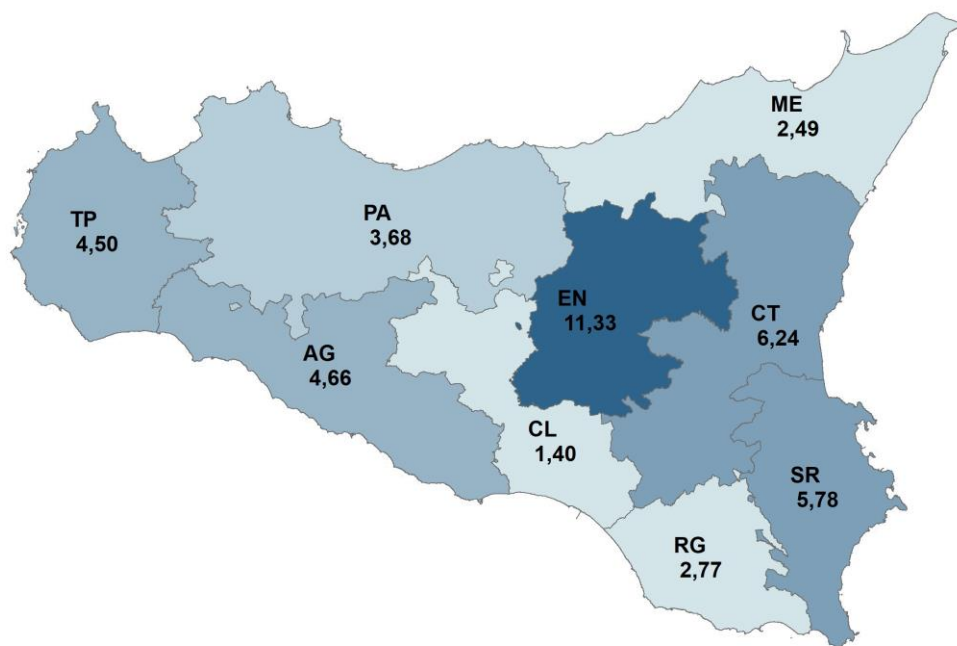 ME
2,49
TP
4,50
PA
3,68
EN
11,33
CT
6,24
AG
4,66
CL
1,40
SR
5,78
RG
2,77